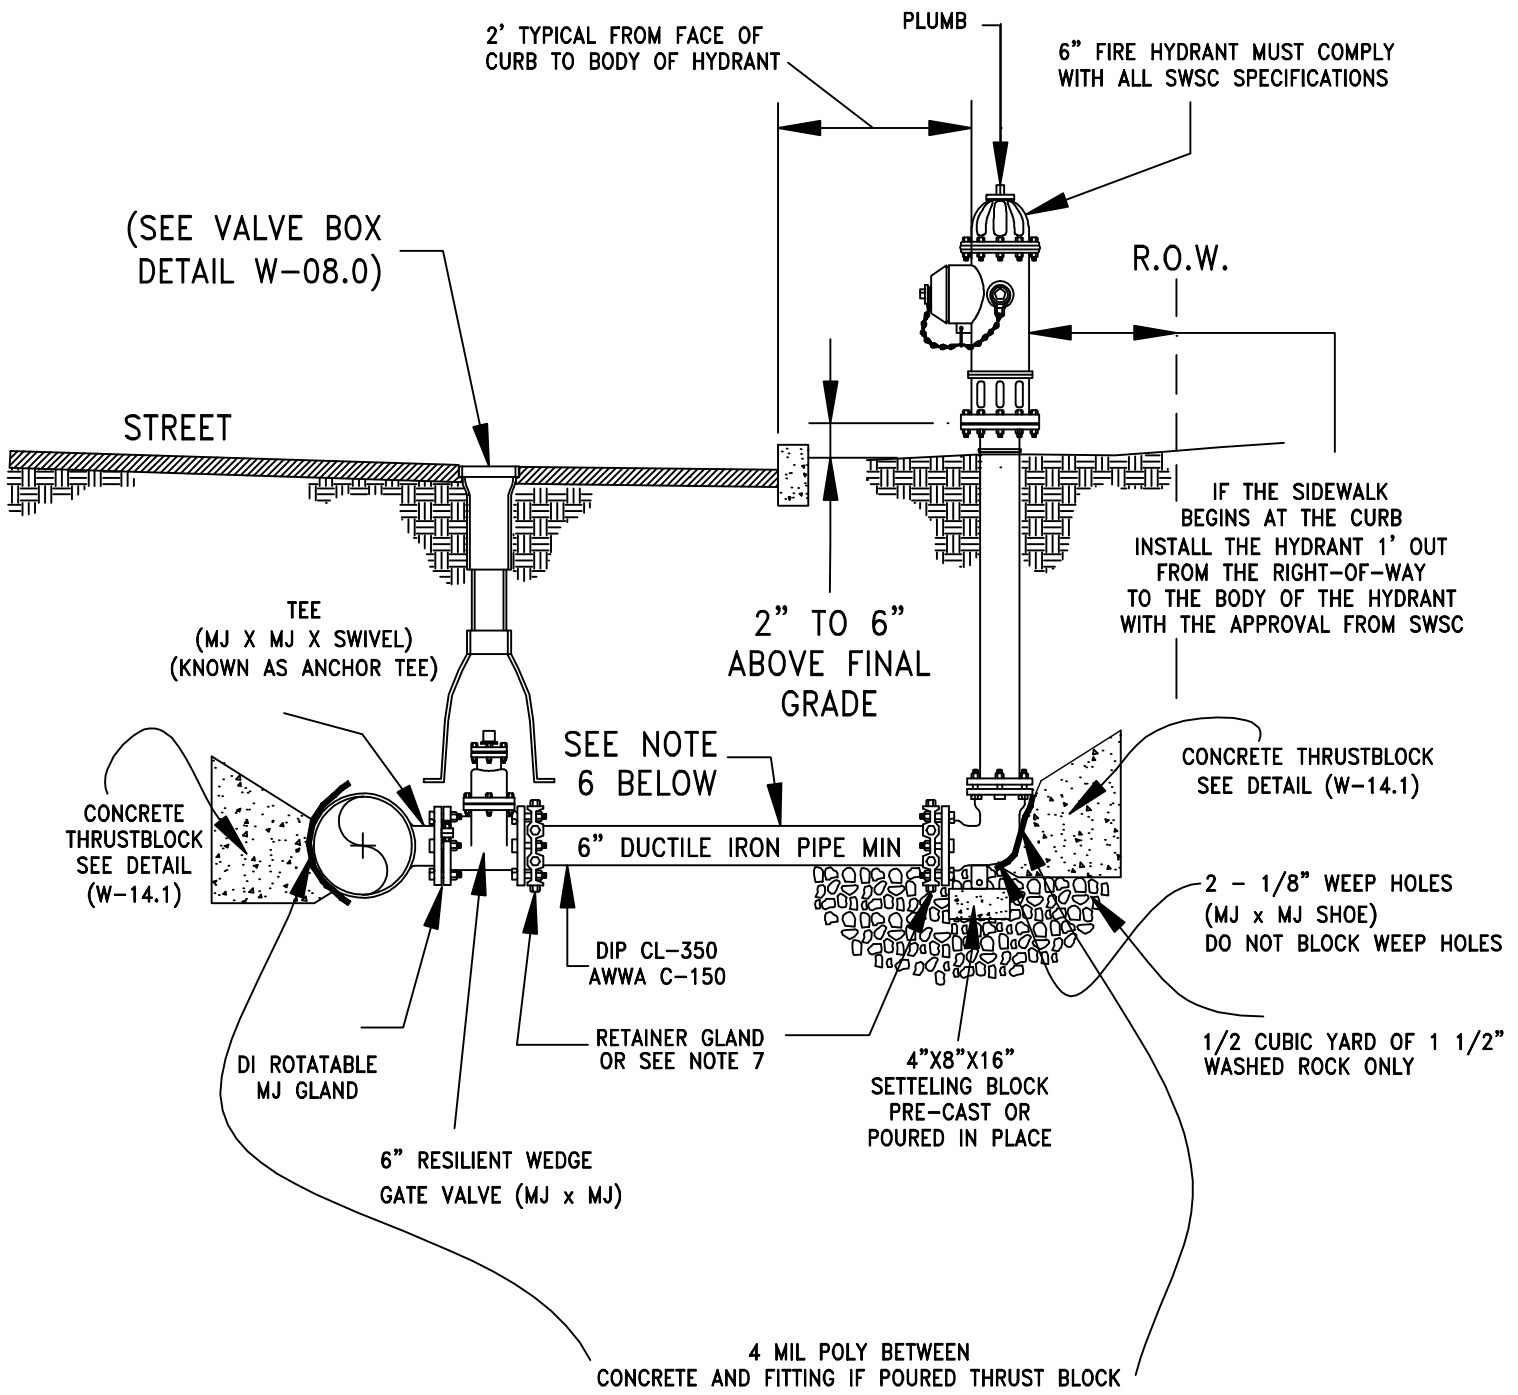 PLUMB
2’ TYPICAL FROM FACE OF
CURB TO BODY OF HYDRANT
6” FIRE HYDRANT MUST COMPLY
WITH ALL SWSC SPECIFICATIONS
(SEE VALVE BOX
DETAIL W-08.0)
R.O.W.
STREET
IF THE SIDEWALK
BEGINS AT THE CURB
INSTALL THE HYDRANT 1’ OUT
FROM THE RIGHT-OF-WAY
TO THE BODY OF THE HYDRANT
WITH THE APPROVAL FROM SWSC
TEE
(MJ X MJ X SWIVEL)
(KNOWN AS ANCHOR TEE)
2” TO 6”
ABOVE FINAL
GRADE
SEE NOTE
6 BELOW
CONCRETE THRUSTBLOCK
SEE DETAIL (W-14.1)
CONCRETE
THRUSTBLOCK
SEE DETAIL
(W-14.1)
6” DUCTILE IRON PIPE MIN
2 - 1/8” WEEP HOLES
(MJ x MJ SHOE)
DO NOT BLOCK WEEP HOLES
DIP CL-350
AWWA C-150
RETAINER GLAND
OR SEE NOTE 7
DI ROTATABLE
MJ GLAND
4”X8”X16”
SETTELING BLOCK
PRE-CAST OR
POURED IN PLACE
1/2 CUBIC YARD OF 1 1/2”
WASHED ROCK ONLY
6” RESILIENT WEDGE
GATE VALVE (MJ x MJ)
4 MIL POLY BETWEEN
CONCRETE AND FITTING IF POURED THRUST BLOCK